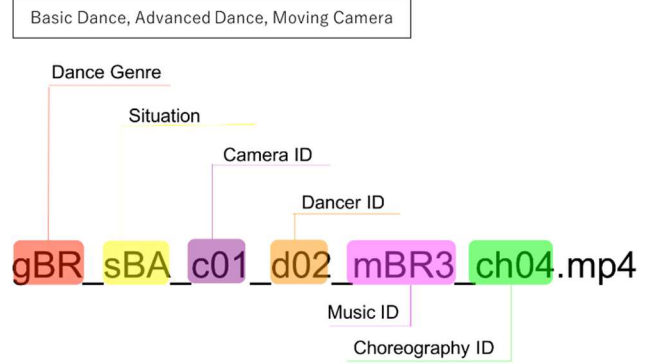 Basic Dance, Advanced Dance, Moving Camera
Dance Genre
Situation
Camera ID
Dancer ID
gBR_sBA_c01_d02_mBR3_ch04.mp4
Music ID
Choreography ID